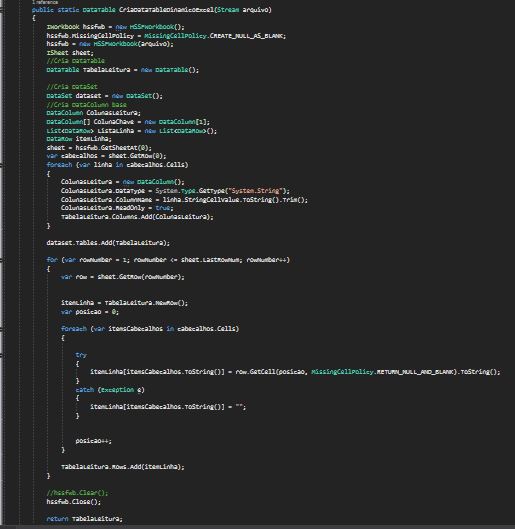 1 reference
public static DataTable CriaDataTableDinamicoExcel(Stream arquivo)
{
IWorkbook hssfwb = new HSSFWorkbook();
hssfwb.MissingCellPolicy = MissingCellPolicy.CREATE_NULL_AS_BLANK;
hssfwb = new HSSFWorkbook(arquivo);
ISheet sheet;
//Cria DataTable
DataTable TabelaLeitura = new DataTable();
//Cria DataSet
DataSet dataset = new DataSet();
//Cria DataColumn base
DataColumn ColunasLeitura;
DataColumn[] ColunaChave = new DataColumn[1];
List<DataRow> ListaLinha = new List<DataRow>();
DataRow itemLinha;
sheet = hssfwb.GetSheetAt(0);
var cabecalhos = sheet.GetRow(0);
foreach (var linha in cabecalhos.Cells)
{
ColunasLeitura = new DataColumn();
ColunasLeitura.DataType = System.Type.GetType("System.String");
ColunasLeitura.ColumnName = linha.StringCellValue.ToString().Trim();
ColunasLeitura.ReadOnly = true;
TabelaLeitura.Columns.Add(ColunasLeitura);
}
dataset.Tables.Add(TabelaLeitura);
for (var rowNumber = 1; rowNumber <= sheet.LastRowNum; rowNumber++)
{
var row = sheet.GetRow(rowNumber);
itemLinha = TabelaLeitura.NewRow();
var posicao = 0;
foreach (var itemsCabecalhos in cabecalhos.Cells)
{
try
{
itemLinha[itemsCabecalhos.ToString()] = row.GetCell(posicao, MissingCellPolicy.RETURN_NULL_AND_BLANK).ToString();
}
catch (Exception e)
{
itemLinha[itemsCabecalhos.ToString()] = "";
}
posicao++;
}
TabelaLeitura.Rows.Add(itemLinha);
}
//hssfwb.Clear();
hssfwb.Close();
return TabelaLeitura;